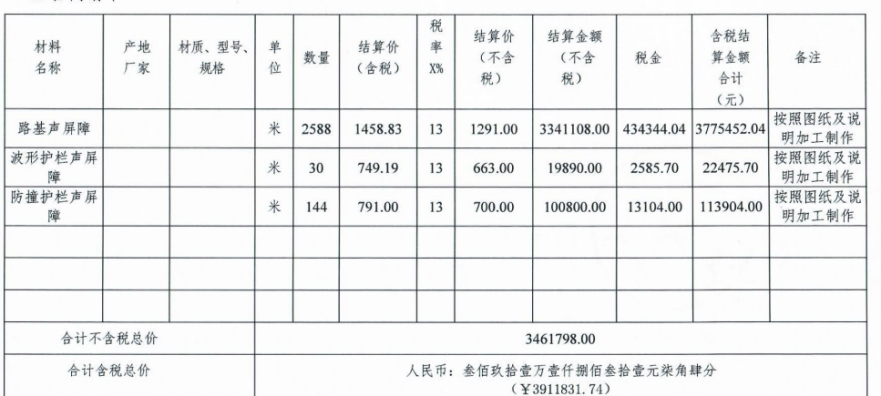 材料名称 产地厂家 材质、型号、规格 单位 数量 结算价（含税） 税率X% 结算价（不含税） 结算金额（不含税） 税金 含税结算金额合计（元） 备注
路基声屏障 米 2588 1458.83 13 1291.00 3341108.00 434344.04 3775452.04 按照图纸及说明加工制作
波形护栏声屏障 米 30 749.19 13 663.00 19890.00 2585.70 22475.70 按照图纸及说明加工制作
防撞护栏声屏障 米 144 791.00 13 700.00 100800.00 13104.00 113904.00 按照图纸及说明加工制作
合计不含税总价 3461798.00
合计含税总价 人民币：叁佰玖拾壹万壹仟捌佰叁拾壹元柒角肆分
（¥3911831.74）